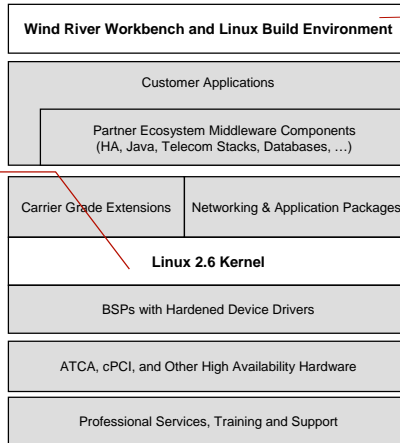 Wind River Workbench and Linux Build Environment
Customer Applications
Partner Ecosystem Middleware Components
(HA, Java, Telecom Stacks, Databases, …)
Carrier Grade Extensions
Networking & Application Packages
Linux 2.6 Kernel
BSPs with Hardened Device Drivers
ATCA, cPCI, and Other High Availability Hardware
Professional Services, Training and Support